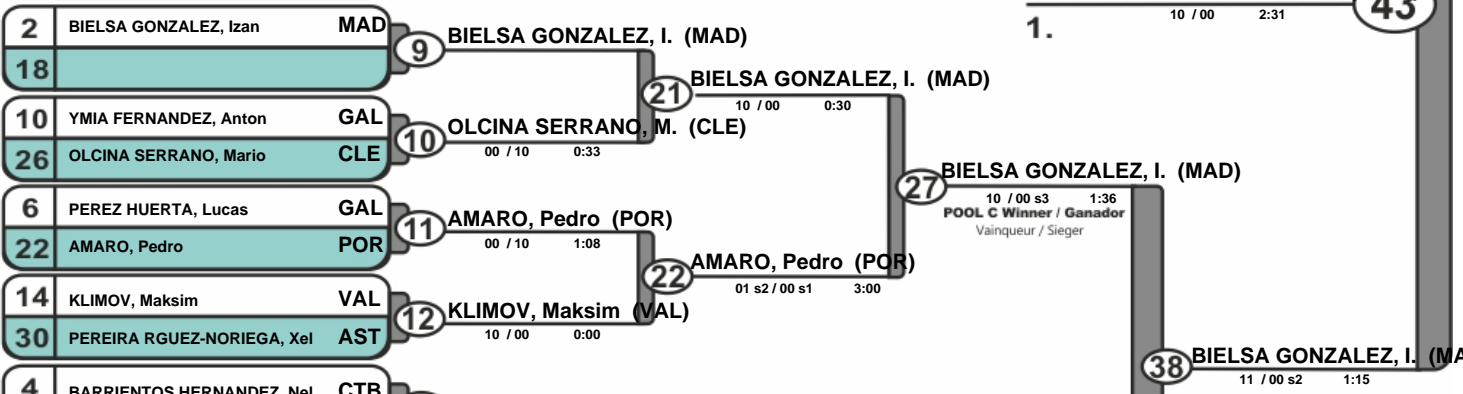 2 BIELSA GONZALEZ, Izan MAD
18
9 BIELSA GONZALEZ, I. (MAD)
10 YMIA FERNANDEZ, Anton GAL
26 OLCINA SERRANO, Mario CLE
10 OLCINA SERRANO, M. (CLE)
00 / 10 0:33
21 BIELSA GONZALEZ, I. (MAD)
10 / 00 0:30
6 PEREZ HUERTA, Lucas GAL
22 AMARO, Pedro POR
11 AMARO, Pedro (POR)
00 / 10 1:08
14 KLIMOV, Maksim VAL
30 PEREIRA RGUEZ-NORIEGA, Xel AST
12 KLIMOV, Maksim (VAL)
10 / 00 0:00
22 AMARO, Pedro (POR)
01 s2 / 00 s1 3:00
27 BIELSA GONZALEZ, I. (MAD)
10 / 00 s3 1:36
POOL C Winner / Ganador
Vainqueur / Sieger
4 BARRIENTOS HERNANDEZ, Nel CTB
38 BIELSA GONZALEZ, I. (MA
11 / 00 s2 1:15
10 / 00 2:31
43
1.